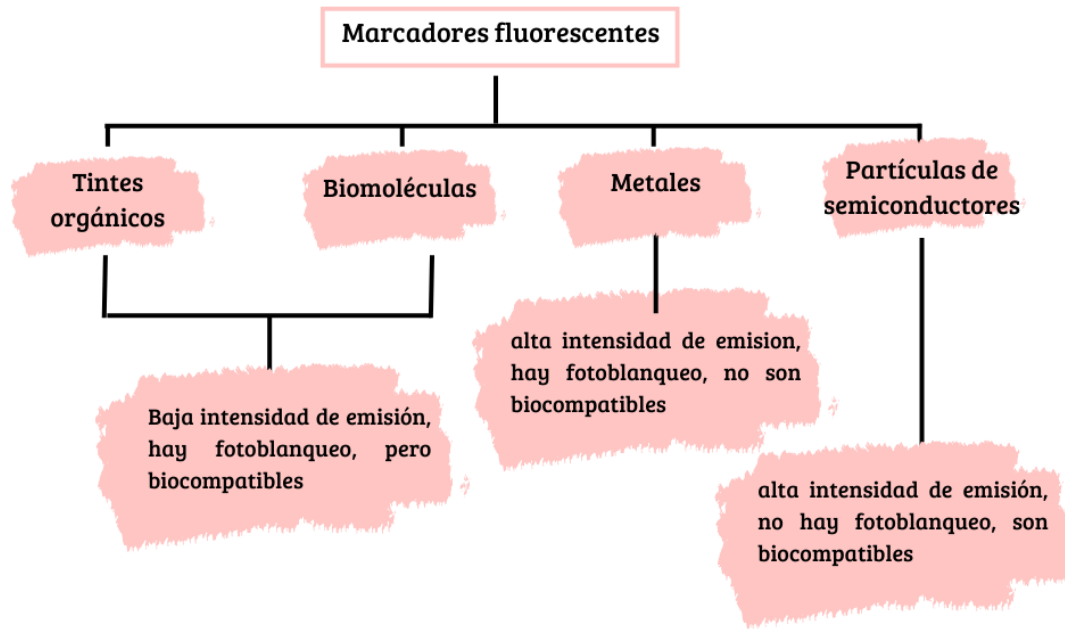 Marcadores fluorescentes
Tintes
orgánicos
Biomoléculas
Metales
Partículas de
semiconductores
Baja intensidad de emisión,
hay fotoblanqueo, pero
biocompatibles
alta intensidad de emision,
hay fotoblanqueo, no son
biocompatibles
alta intensidad de emisión,
no hay fotoblanqueo, son
biocompatibles